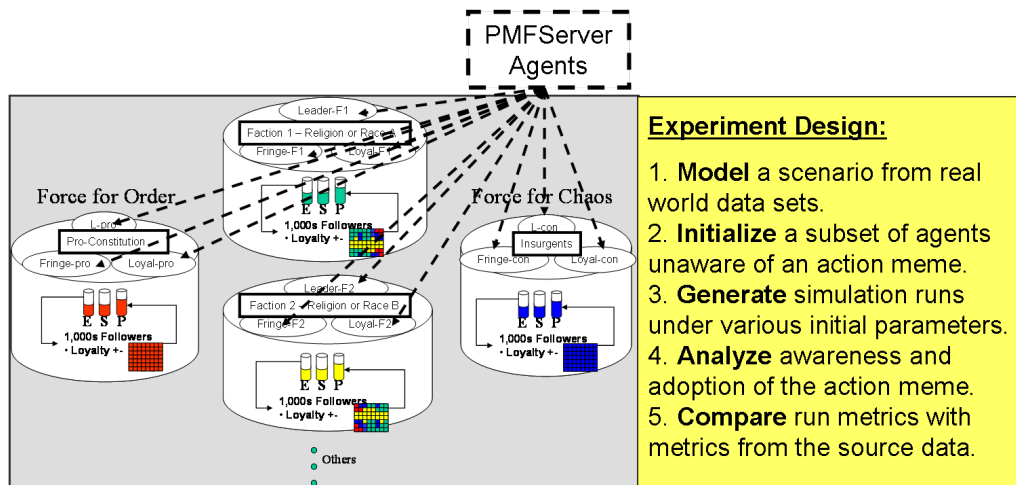 PMFServer
Agents
Leader-F1
Faction 1 – Religion or Race A
Fringe-F1
Loyal-F1
E S P
1,000s Followers
• Loyalty +-
Force for Order
L-pro
Pro-Constitution
Fringe-pro
Loyal-pro
E S P
1,000s Followers
• Loyalty +-
Force for Chaos
L-con
Insurgents
Fringe-con
Loyal-con
E S P
1,000s Followers
• Loyalty +-
Leader-F2
Faction 2 – Religion or Race B
Fringe-F2
Loyal-F2
E S P
1,000s Followers
• Loyalty +-
Others
Experiment Design:
1. Model a scenario from real
world data sets.
2. Initialize a subset of agents
unaware of an action meme.
3. Generate simulation runs
under various initial parameters.
4. Analyze awareness and
adoption of the action meme.
5. Compare run metrics with
metrics from the source data.